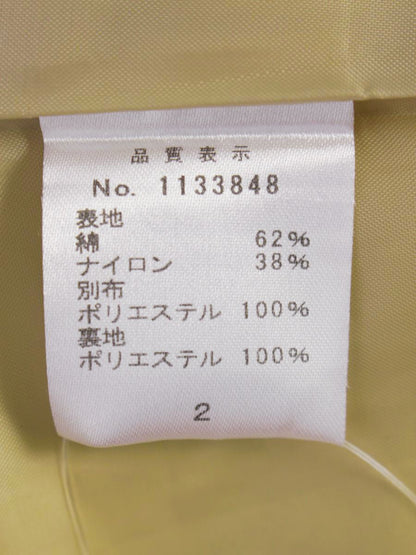 品質表示
No. 1133848
表地
綿 62%
ナイロン 38%
別布
ポリエステル 100%
裏地
ポリエステル 100%
2